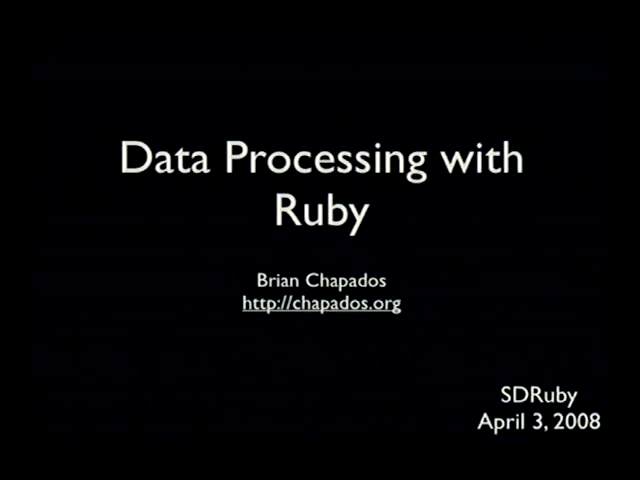 Data Processing with
Ruby
Brian Chapados
http://chapados.org
SDRuby
April 3, 2008